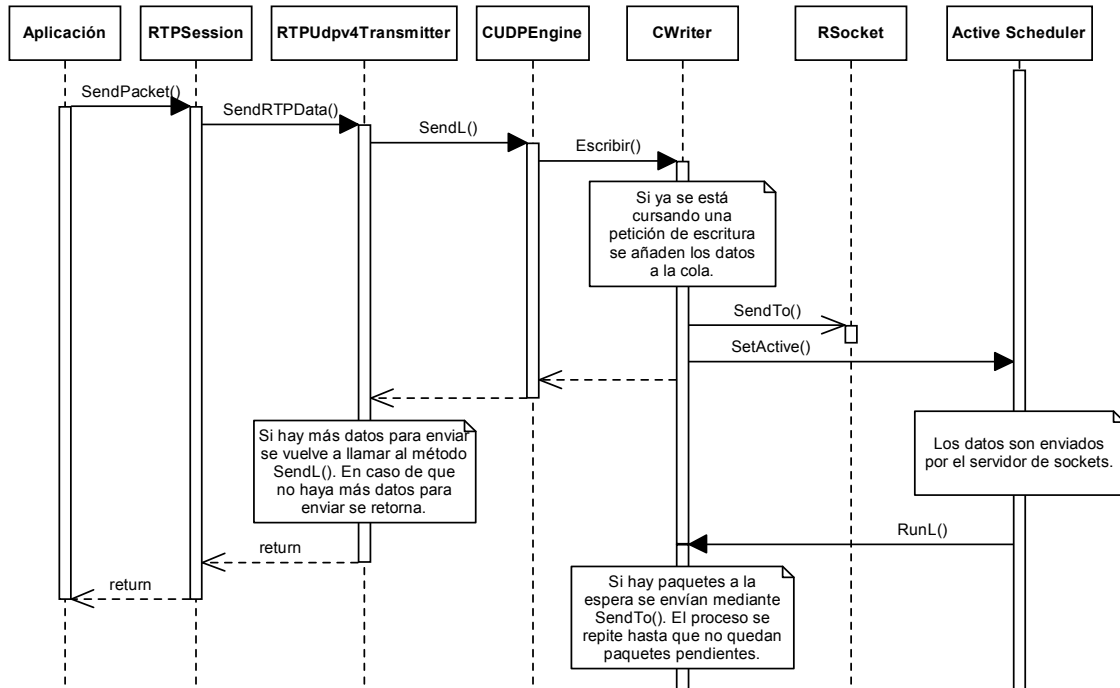 Aplicación
RTPSession
RTPUdpv4Transmitter
CUDPEngine
CWriter
RSocket
Active Scheduler
SendPacket()
SendRTPData()
SendL()
Escribir()
Si ya se está
cursando una
petición de escritura
se añaden los datos
a la cola.
SendTo()
SetActive()
Si hay más datos para enviar
se vuelve a llamar al método
SendL(). En caso de que
no haya más datos para
enviar se retorna.
Los datos son enviados
por el servidor de sockets.
RunL()
return
return
Si hay paquetes a la
espera se envían mediante
SendTo(). El proceso se
repite hasta que no quedan
paquetes pendientes.